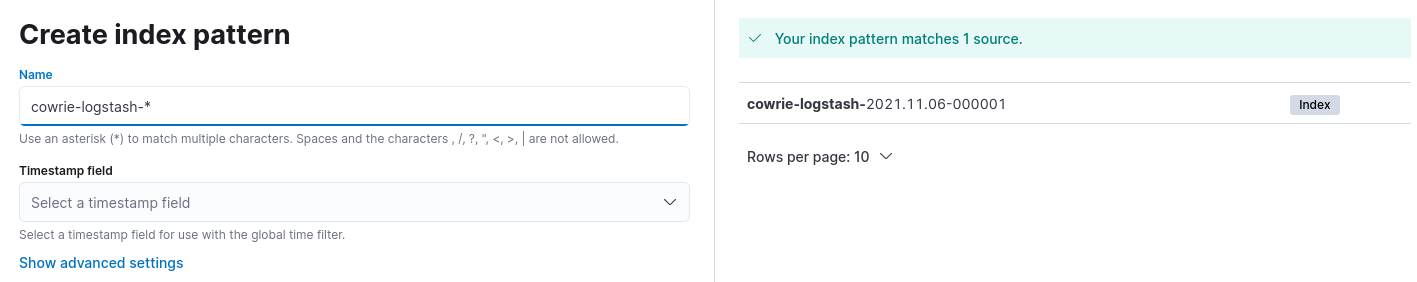 Create index pattern
Name
cowrie-logstash-*
Use an asterisk (*) to match multiple characters. Spaces and the characters , /, ?, ", <, >, | are not allowed.
Timestamp field
Select a timestamp field
Select a timestamp field for use with the global time filter.
Show advanced settings
Your index pattern matches 1 source.
cowrie-logstash-2021.11.06-000001 Index
Rows per page: 10